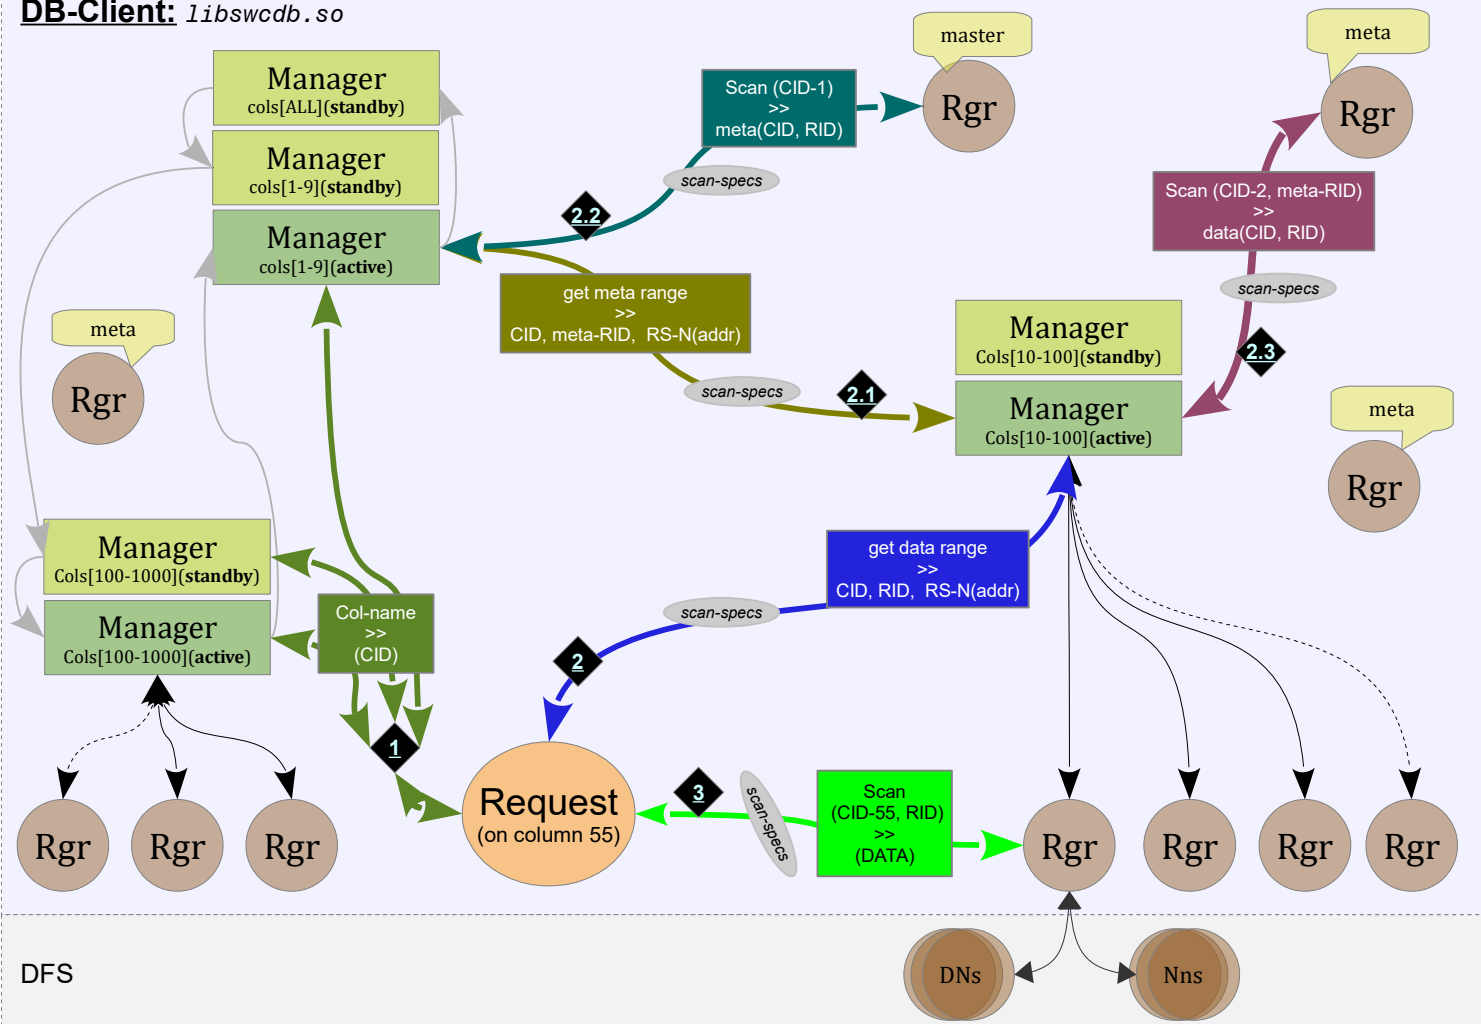 DB-Client: libswcdb.so
master
meta
Manager
cols[ALL](standby)
Scan (CID-1)
>>
meta(CID, RID)
Rgr
Rgr
Manager
cols[1-9](standby)
scan-specs
Scan (CID-2, meta-RID)
>>
data(CID, RID)
2.2
Manager
cols[1-9](active)
get meta range
>>
CID, meta-RID,  RS-N(addr)
scan-specs
meta
Rgr
Manager
Cols[10-100](standby)
2.3
scan-specs
2.1
Manager
Cols[10-100](active)
meta
Rgr
Manager
Cols[100-1000](standby)
get data range
>>
CID, RID,  RS-N(addr)
Col-name
>>
(CID)
scan-specs
Manager
Cols[100-1000](active)
2
1
3
Request
(on column 55)
scan-specs
Scan
(CID-55, RID)
>>
(DATA)
Rgr
Rgr
Rgr
Rgr
Rgr
Rgr
Rgr
DFS
DNs
Nns